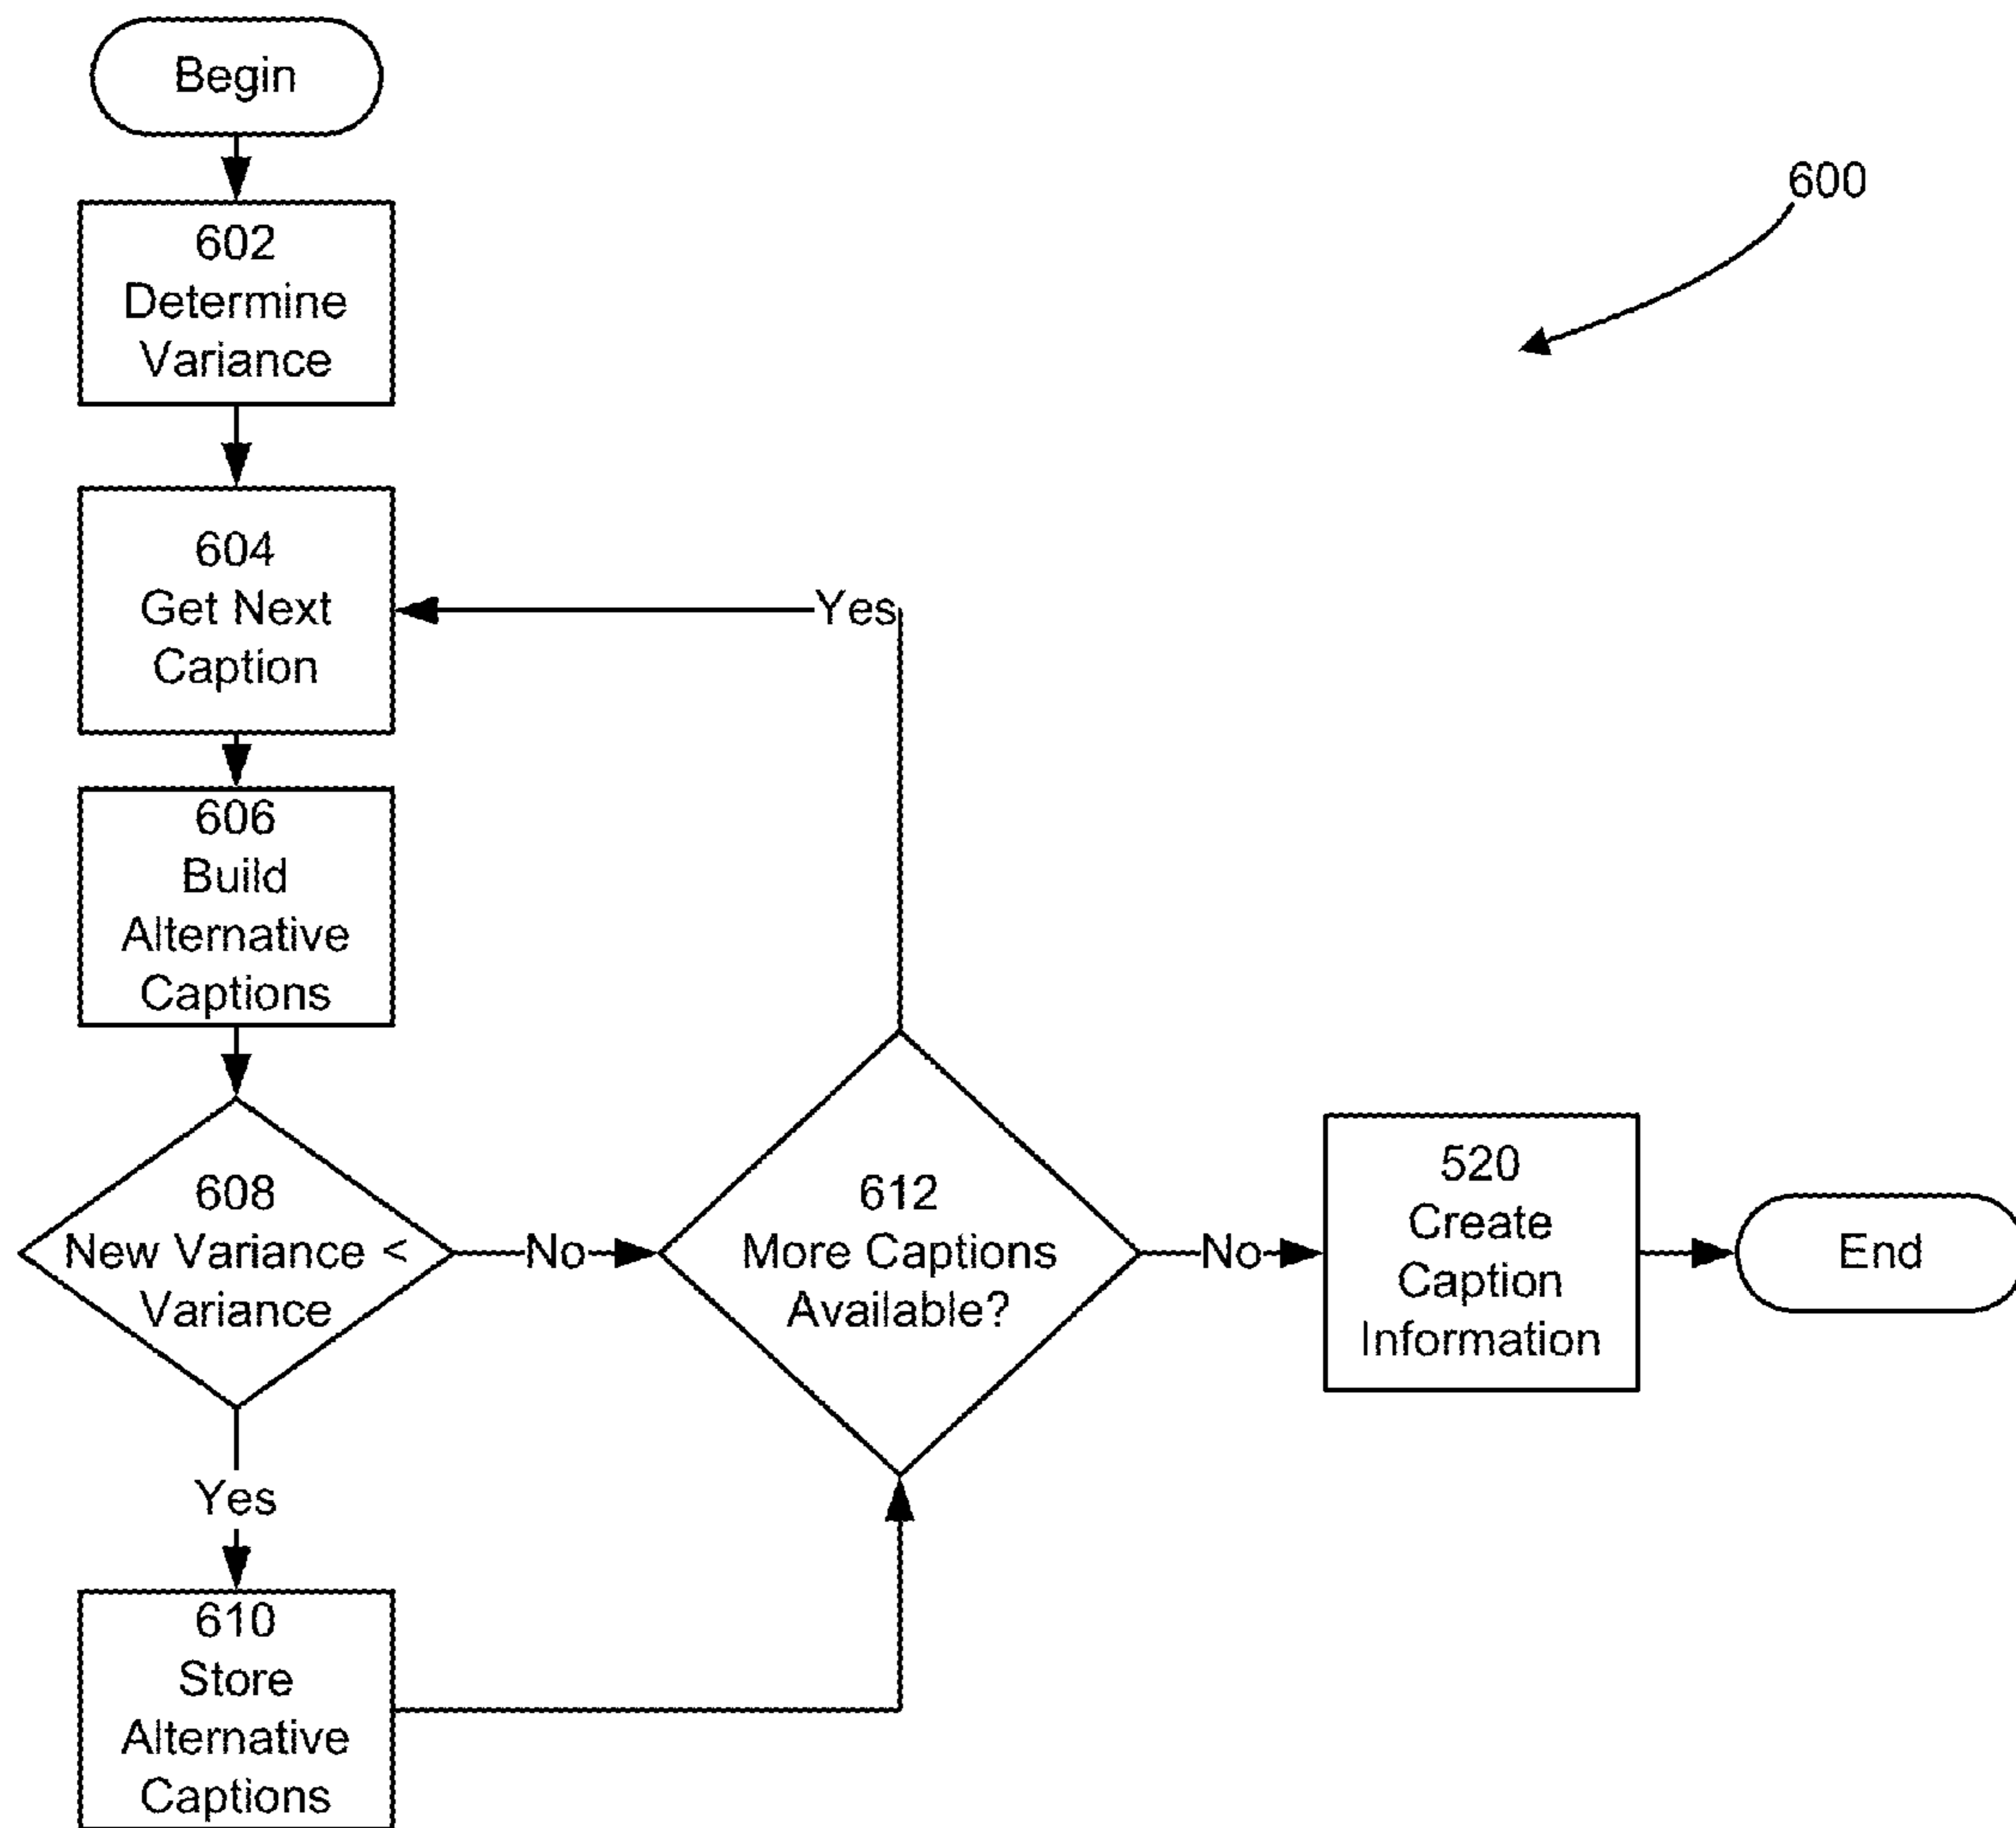 Begin
600
602
Determine
Variance
604
Get Next
Caption
Yes
606
Build
Alternative
Captions
608
New Variance <
Variance
No
612
More Captions
Available?
No
520
Create
Caption
Information
End
Yes
610
Store
Alternative
Captions